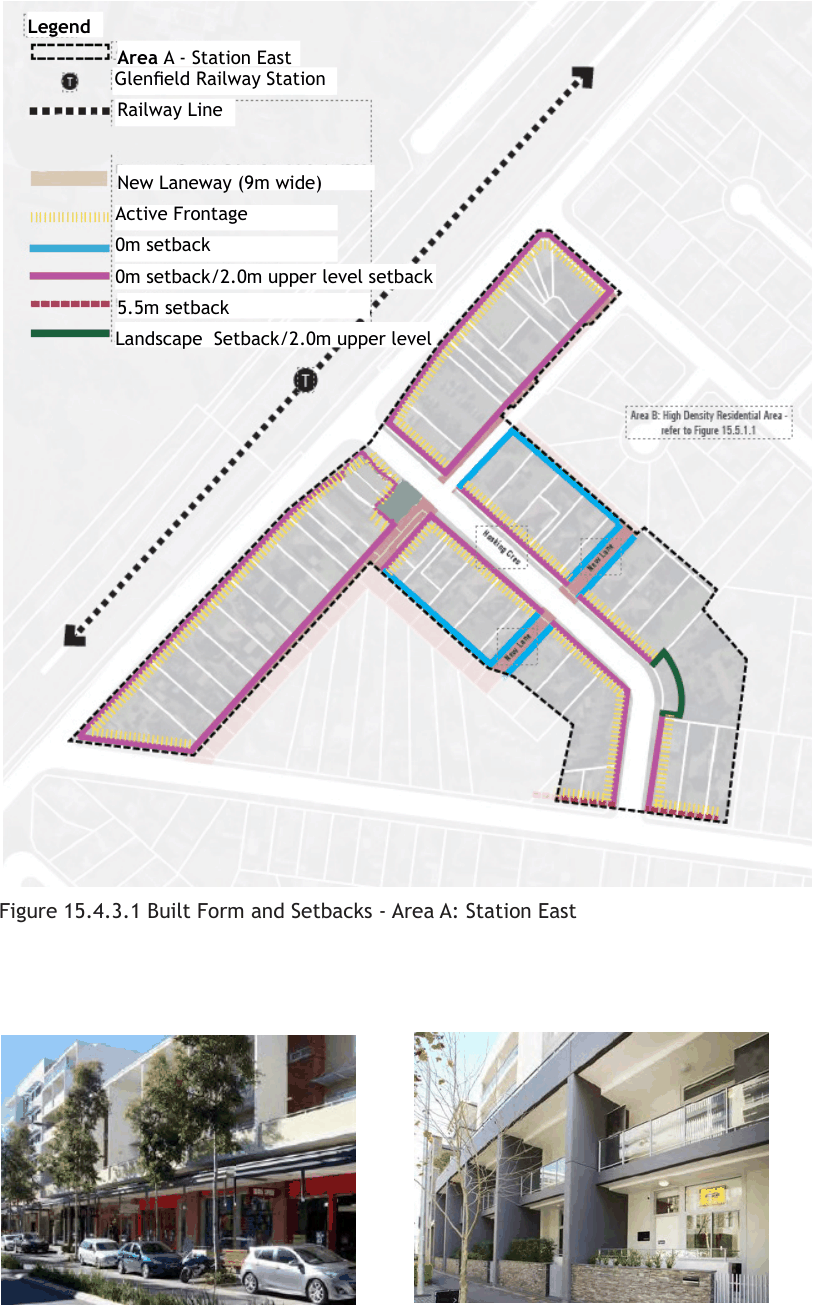 Legend
Area A - Station East
T
Glenfield Railway Station
Railway Line
New Laneway (9m wide)
Active Frontage
0m setback
0m setback/2.0m upper level setback
5.5m setback
Landscape Setback/2.0m upper level
T
Area B: High Density Residential Area -
refer to Figure 15.5.1.1
Hosking Cres
New Lane
New Lane
Figure 15.4.3.1 Built Form and Setbacks - Area A: Station East